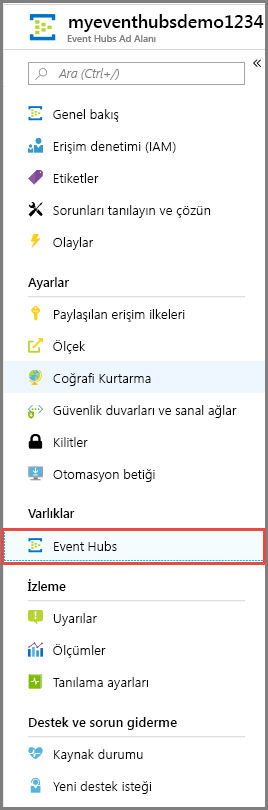 myeventhubsdemo1234
Event Hubs Ad Alanı
Ara (Ctrl+/)
Genel bakış
Erişim denetimi (IAM)
Etiketler
Sorunları tanılayın ve çözün
Olaylar
Ayarlar
Paylaşılan erişim ilkeleri
Ölçek
Coğrafi Kurtarma
Güvenlik duvarları ve sanal ağlar
Kilitler
Otomasyon betiği
Varlıklar
Event Hubs
İzleme
Uyarılar
Ölçümler
Tanılama ayarları
Destek ve sorun giderme
Kaynak durumu
Yeni destek isteği